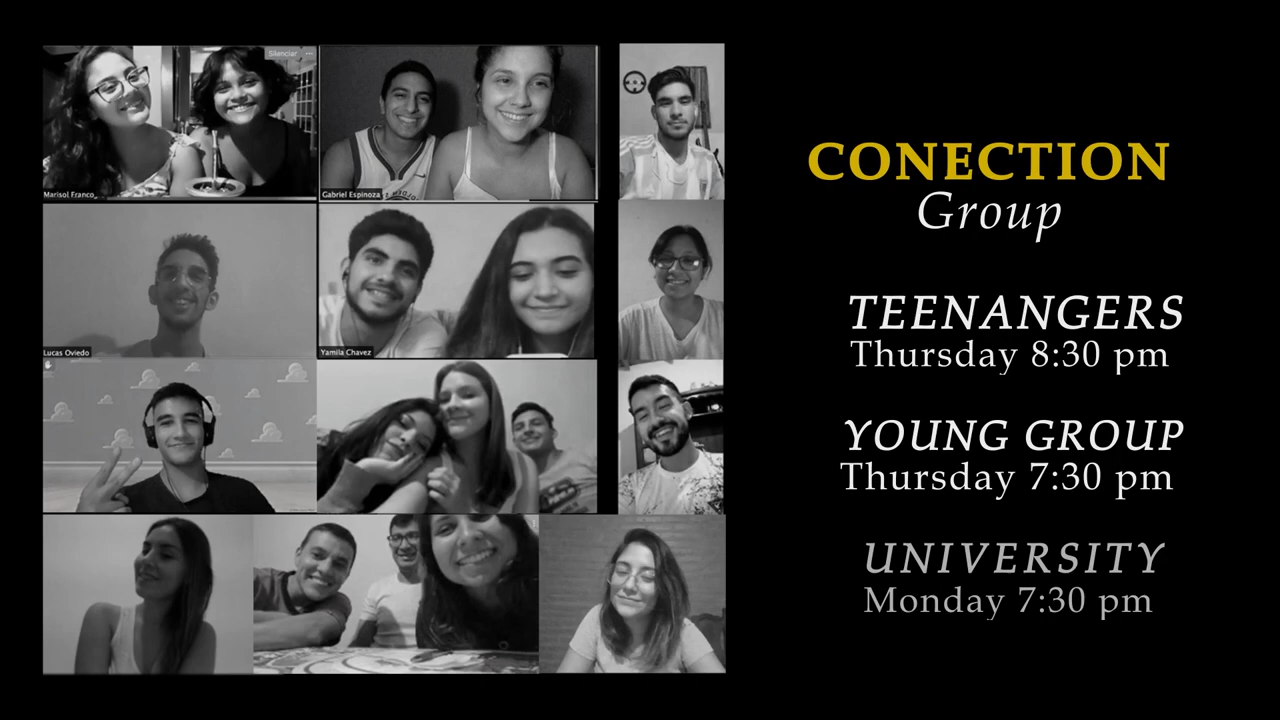 Silenciar ...
Marisol Franco
Gabriel Espinoza
Lucas Oviedo
Yamila Chavez
CONECTION
Group
TEENANGERS
Thursday 8:30 pm
YOUNG GROUP
Thursday 7:30 pm
UNIVERSITY
Monday 7:30 pm